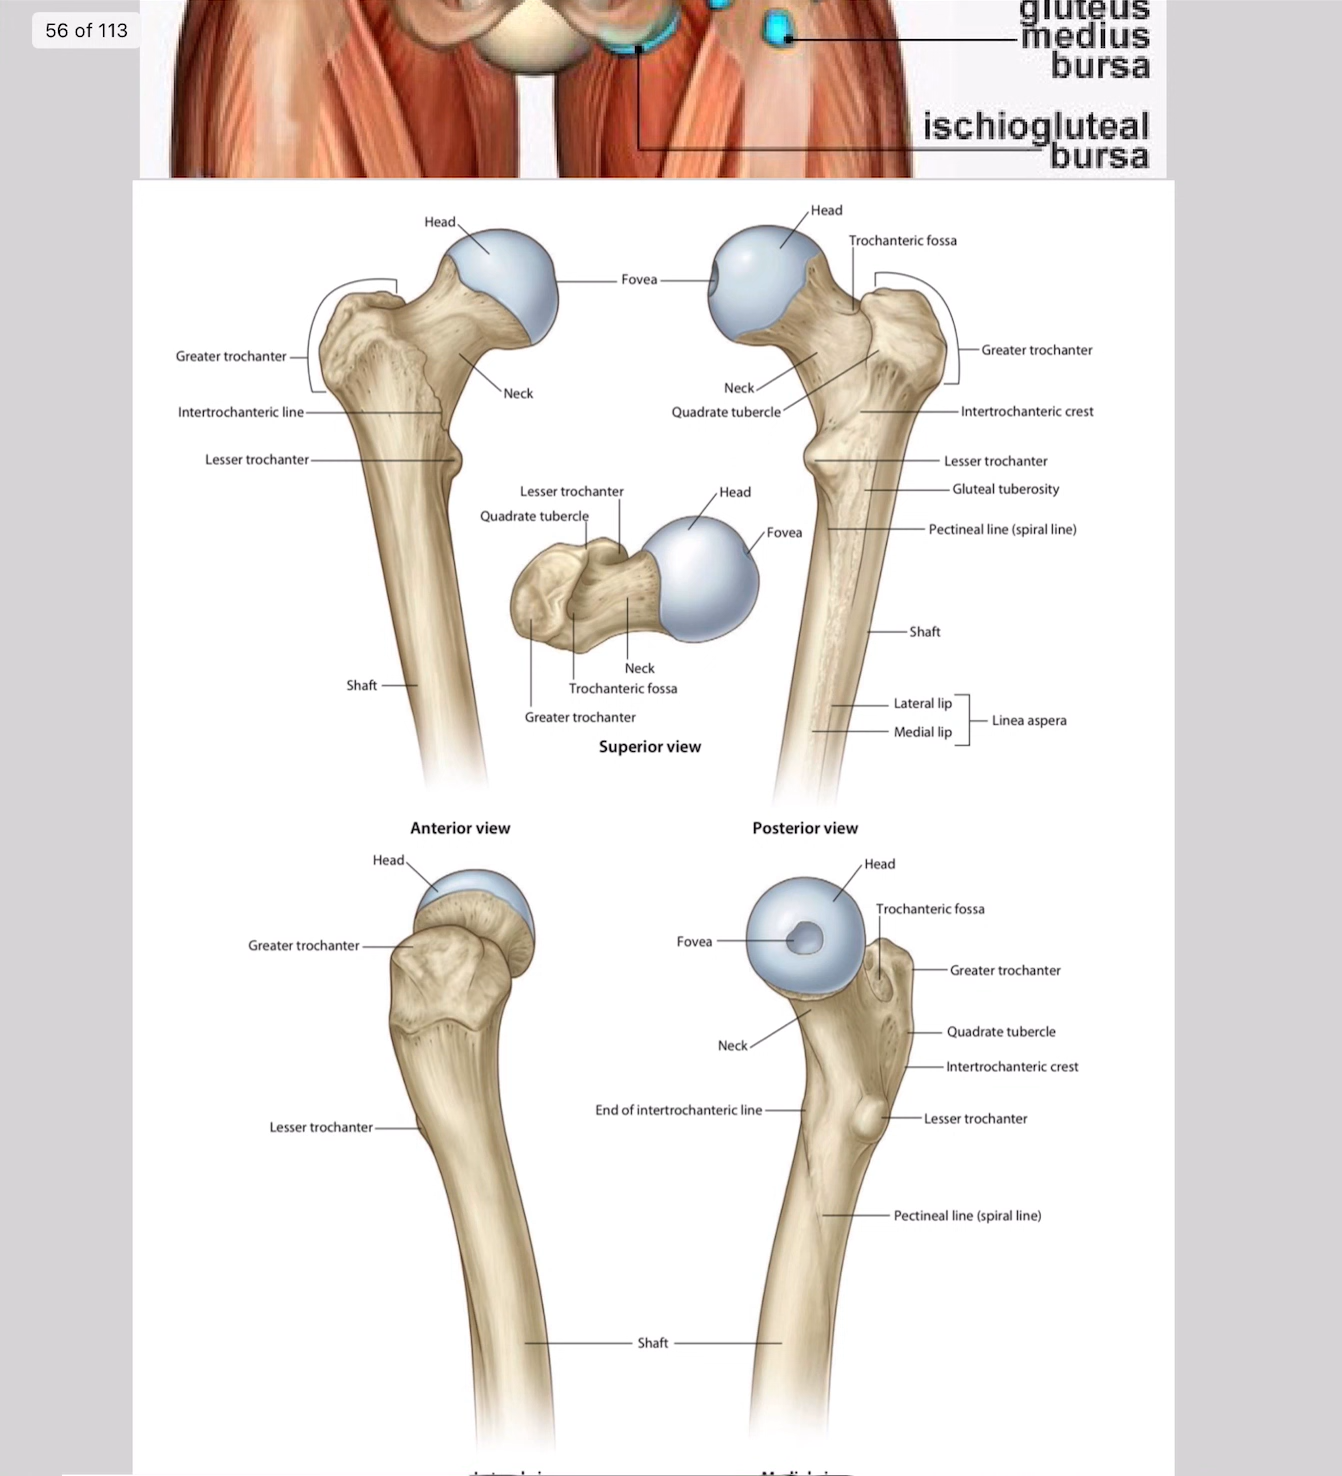 56 of 113
gluteus
medius
bursa
ischiogluteal
bursa
Head
Fovea
Greater trochanter
Neck
Intertrochanteric line
Lesser trochanter
Shaft
Anterior view
Head
Trochanteric fossa
Greater trochanter
Neck
Quadrate tubercle
Intertrochanteric crest
Lesser trochanter
Gluteal tuberosity
Pectineal line (spiral line)
Shaft
Lateral lip
Medial lip
Linea aspera
Posterior view
Lesser trochanter
Quadrate tubercle
Head
Fovea
Neck
Trochanteric fossa
Greater trochanter
Superior view
Head
Greater trochanter
Lesser trochanter
Shaft
Head
Trochanteric fossa
Fovea
Greater trochanter
Neck
Quadrate tubercle
Intertrochanteric crest
End of intertrochanteric line
Lesser trochanter
Pectineal line (spiral line)